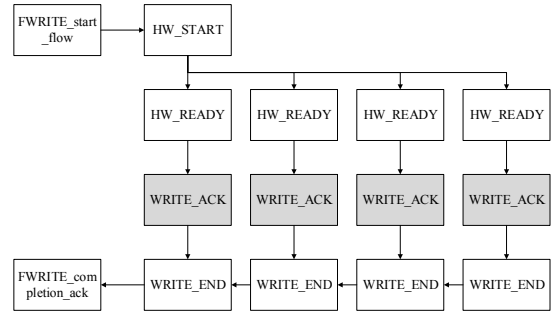 FWRITE_start
_flow
HW_START
HW_READY
HW_READY
HW_READY
HW_READY
WRITE_ACK
WRITE_ACK
WRITE_ACK
WRITE_ACK
FWRITE_com
pletion_ack
WRITE_END
WRITE_END
WRITE_END
WRITE_END